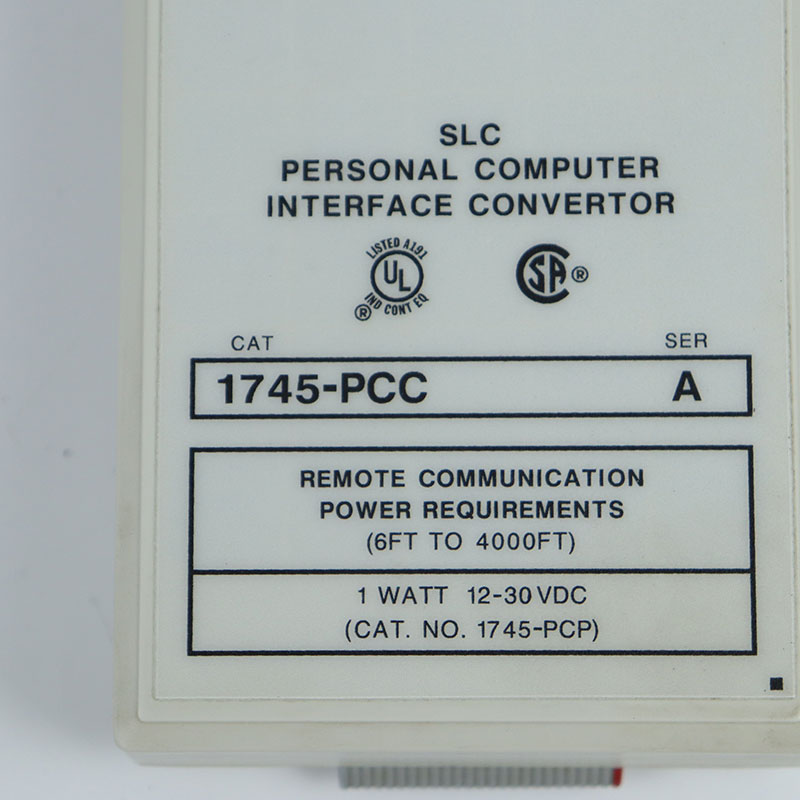 SLC
PERSONAL COMPUTER
INTERFACE CONVERTOR
LISTED A191
UL
IND CONT EQ
®
SA ®
CAT SER
1745-PCC A
REMOTE COMMUNICATION
POWER REQUIREMENTS
(6FT TO 4000FT)
1 WATT 12-30VDC
(CAT. NO. 1745-PCP)